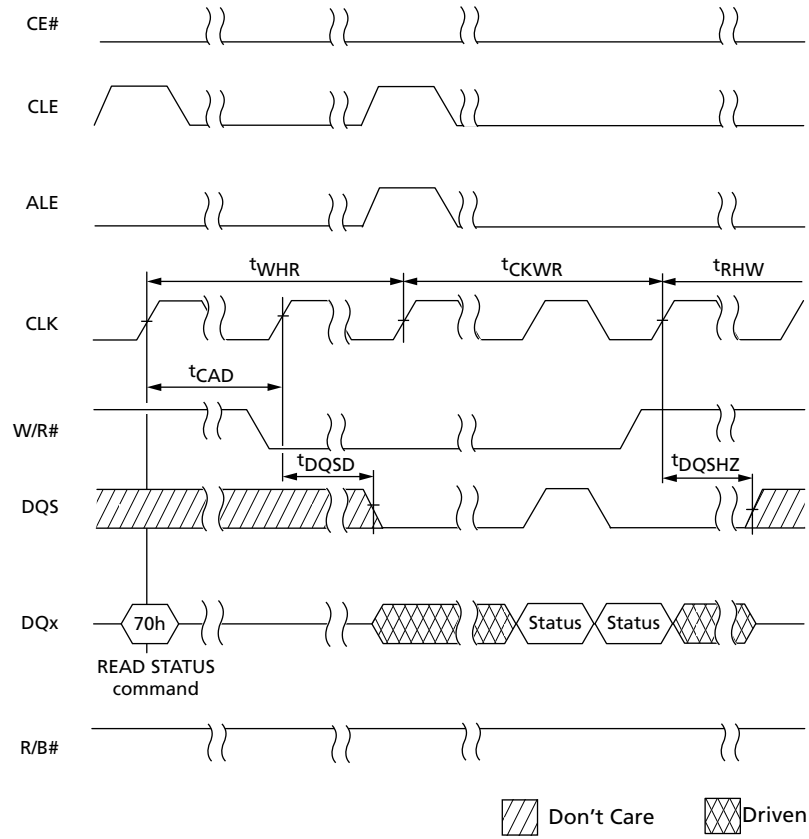 CE#
CLE
ALE
tWHR
tCKWR
tRHW
CLK
tCAD
W/R#
tDQSD
tDQSHZ
DQS
DQx
70h
Status
Status
READ STATUS
command
R/B#
Don't Care
Driven